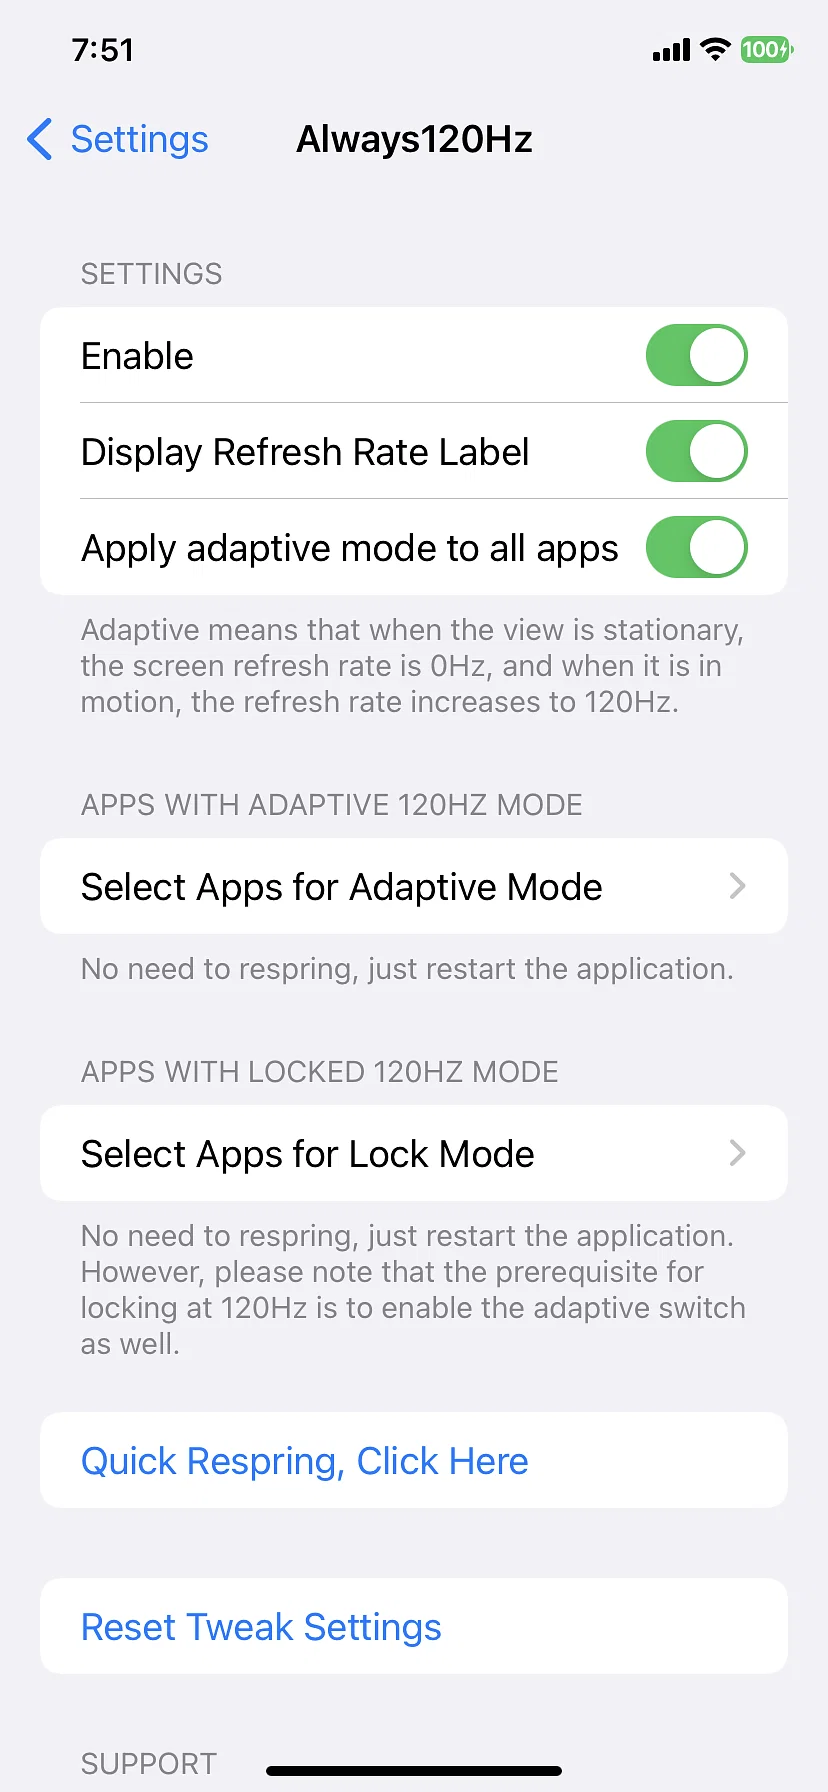 7:51
100
Settings
Always120Hz
SETTINGS
Enable
Display Refresh Rate Label
Apply adaptive mode to all apps
Adaptive means that when the view is stationary,
the screen refresh rate is 0Hz, and when it is in
motion, the refresh rate increases to 120Hz.
APPS WITH ADAPTIVE 120HZ MODE
Select Apps for Adaptive Mode
No need to respring, just restart the application.
APPS WITH LOCKED 120HZ MODE
Select Apps for Lock Mode
No need to respring, just restart the application.
However, please note that the prerequisite for
locking at 120Hz is to enable the adaptive switch
as well.
Quick Respring, Click Here
Reset Tweak Settings
SUPPORT